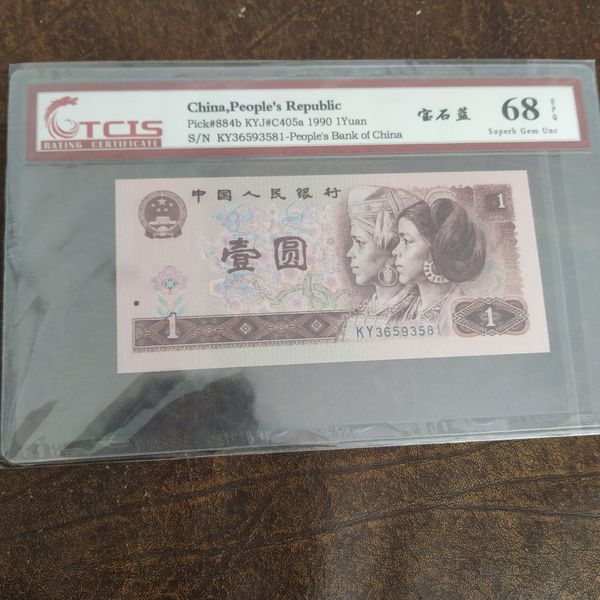 TCIS
RATING CERTIFICATE
China,People's Republic
Pick#884b KYJ#C405a 1990 1Yuan
S/N KY36593581-People's Bank of China
宝石蓝
68 EPQ
Superb Gem Unc
中国人民银行
壹圆
1
1
KY36593581
1